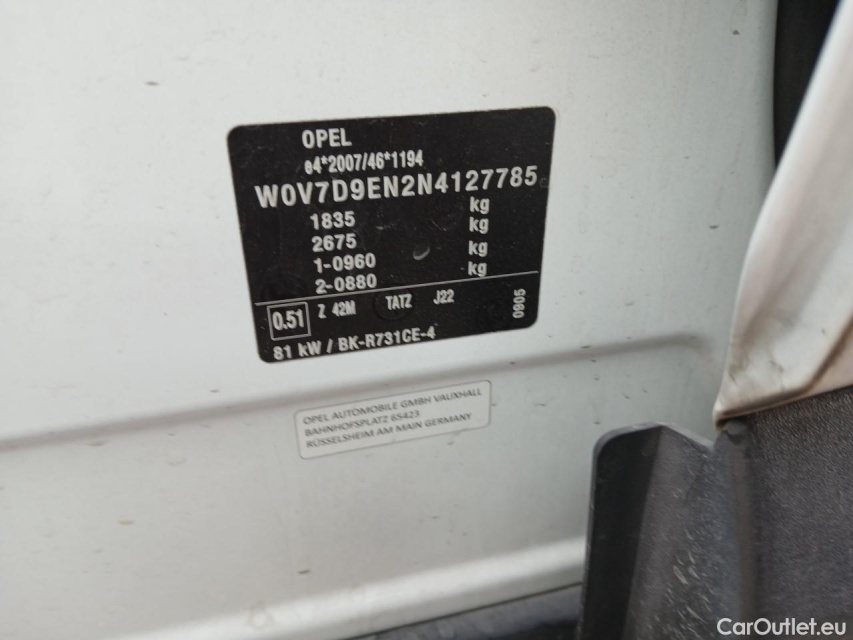 OPEL
e4*2007/46*1194
W0V7D9EN2N4127785
1835 kg
2675 kg
1-0960 kg
2-0880 kg
0.51 Z 42M TATZ J22 0905
81 kW / BK-R731CE-4
OPEL AUTOMOBILE GMBH VAUXHALL
BAHNHOFSPLATZ 65423
RÜSSELSHEIM AM MAIN GERMANY
CarOutlet.eu